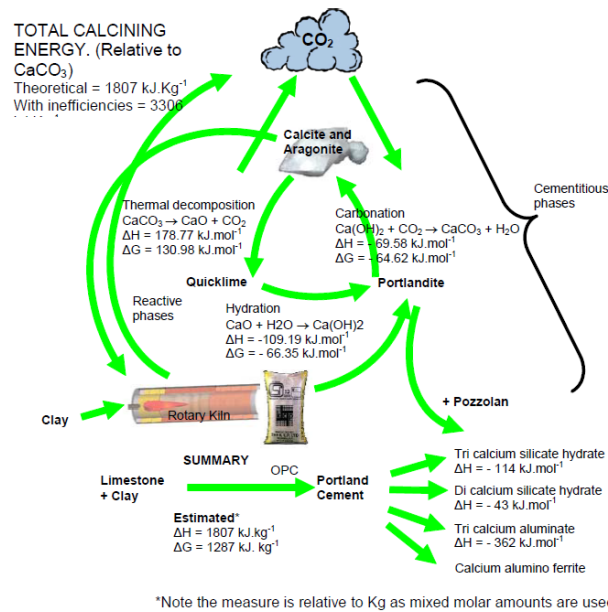 TOTAL CALCINING
ENERGY. (Relative to
CaCO₃)
Theoretical = 1807 kJ.Kg⁻¹
With inefficiencies = 3306
CO₂
Calcite and
Aragonite
Cementitious
phases
Thermal decomposition
CaCO₃ → CaO + CO₂
ΔH = 178.77 kJ.mol⁻¹
ΔG = 130.98 kJ.mol⁻¹
Carbonation
Ca(OH)₂ + CO₂ → CaCO₃ + H₂O
ΔH = - 69.58 kJ.mol⁻¹
ΔG = - 64.62 kJ.mol⁻¹
Quicklime
Portlandite
Reactive
phases
Hydration
CaO + H2O → Ca(OH)2
ΔH = -109.19 kJ.mol⁻¹
ΔG = - 66.35 kJ.mol⁻¹
+ Pozzolan
Clay
Rotary Kiln
SUMMARY
Limestone
+ Clay
OPC
Portland
Cement
Estimated*
ΔH = 1807 kJ.kg⁻¹
ΔG = 1287 kJ. kg⁻¹
Tri calcium silicate hydrate
ΔH = - 114 kJ.mol⁻¹
Di calcium silicate hydrate
ΔH = - 43 kJ.mol⁻¹
Tri calcium aluminate
ΔH = - 362 kJ.mol⁻¹
Calcium alumino ferrite
*Note the measure is relative to Kg as mixed molar amounts are use